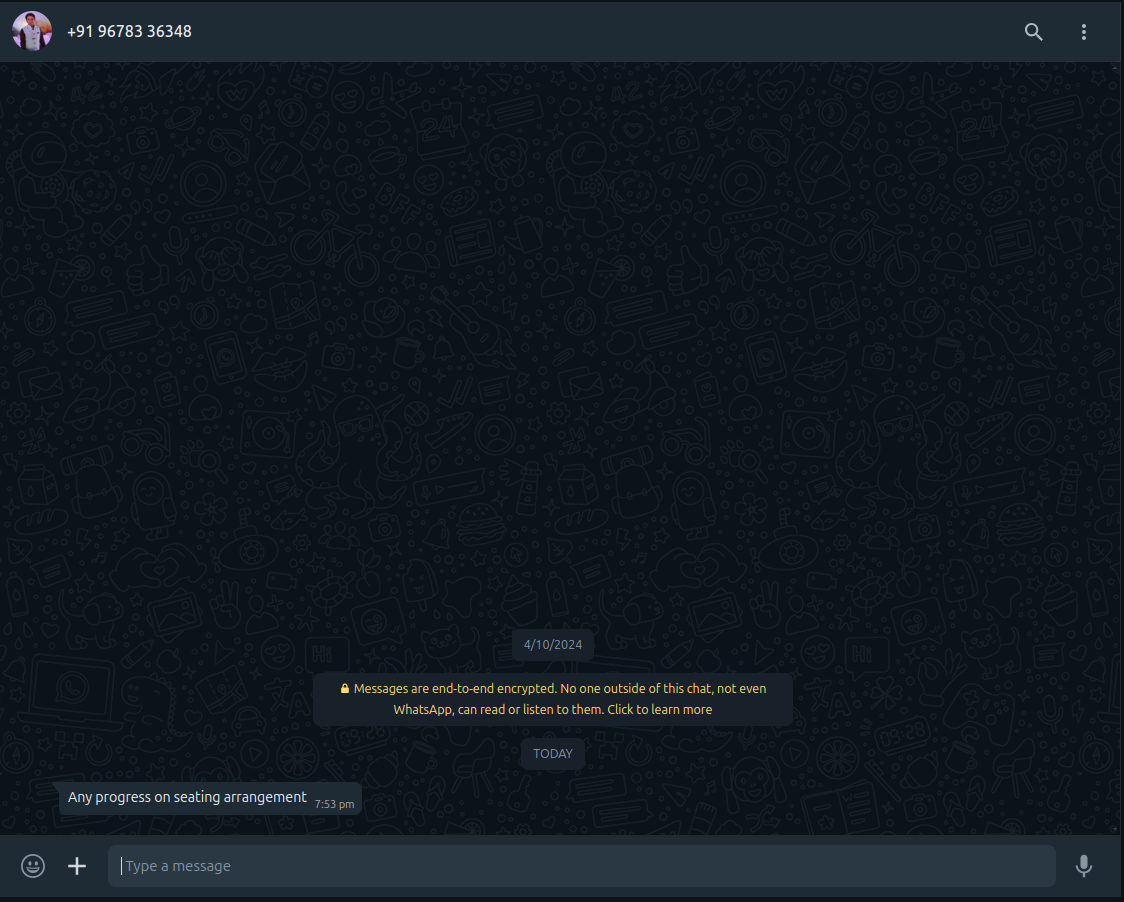 +91 96783 36348
4/10/2024
Messages are end-to-end encrypted. No one outside of this chat, not even
WhatsApp, can read or listen to them. Click to learn more
TODAY
Any progress on seating arrangement 7:53 pm
Type a message